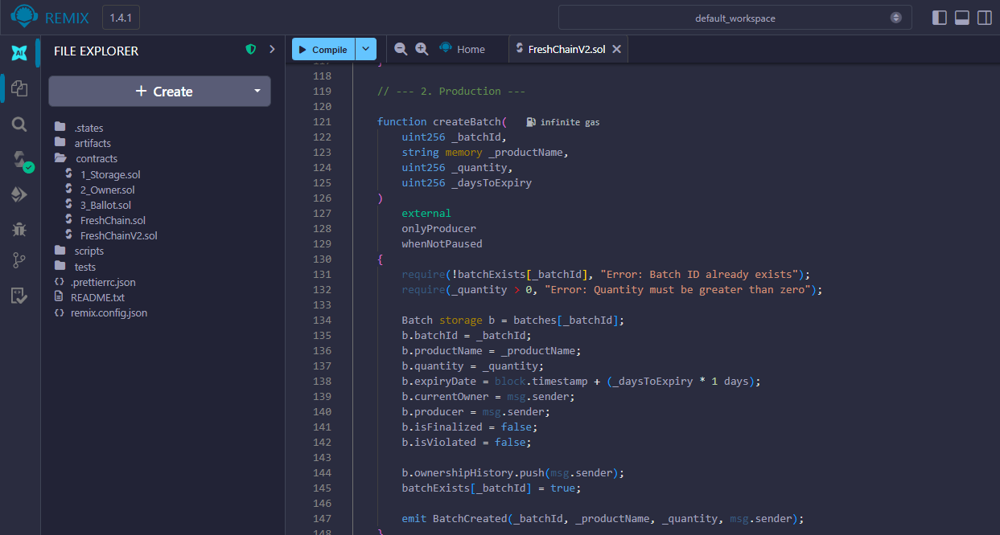 REMIX 1.4.1 default_workspace
AI FILE EXPLORER
Create
.states
artifacts
contracts
1_Storage.sol
2_Owner.sol
3_Ballot.sol
FreshChain.sol
FreshChainV2.sol
scripts
tests
.prettierrc.json
README.txt
remix.config.json
Compile Home FreshChainV2.sol
117 }
118
119 // --- 2. Production ---
120
121 function createBatch( infinite gas
122 uint256 _batchId,
123 string memory _productName,
124 uint256 _quantity,
125 uint256 _daysToExpiry
126 )
127 external
128 onlyProducer
129 whenNotPaused
130 {
131 require(!batchExists[_batchId], "Error: Batch ID already exists");
132 require(_quantity > 0, "Error: Quantity must be greater than zero");
133
134 Batch storage b = batches[_batchId];
135 b.batchId = _batchId;
136 b.productName = _productName;
137 b.quantity = _quantity;
138 b.expiryDate = block.timestamp + (_daysToExpiry * 1 days);
139 b.currentOwner = msg.sender;
140 b.producer = msg.sender;
141 b.isFinalized = false;
142 b.isViolated = false;
143
144 b.ownershipHistory.push(msg.sender);
145 batchExists[_batchId] = true;
146
147 emit BatchCreated(_batchId, _productName, _quantity, msg.sender);
148 }